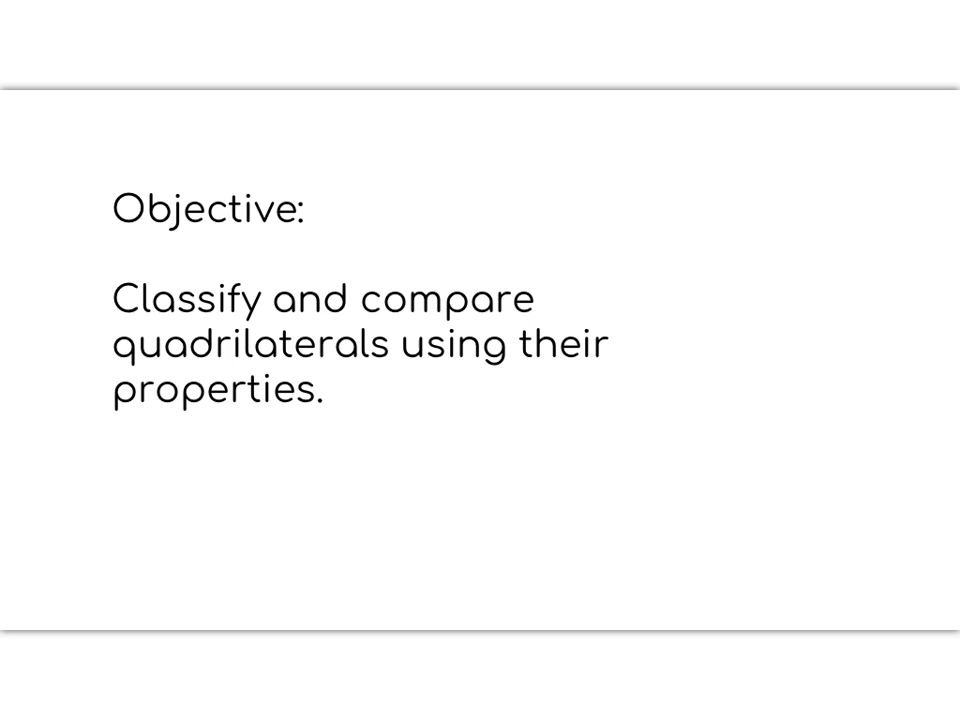 Objective:
Classify and compare
quadrilaterals using their
properties.